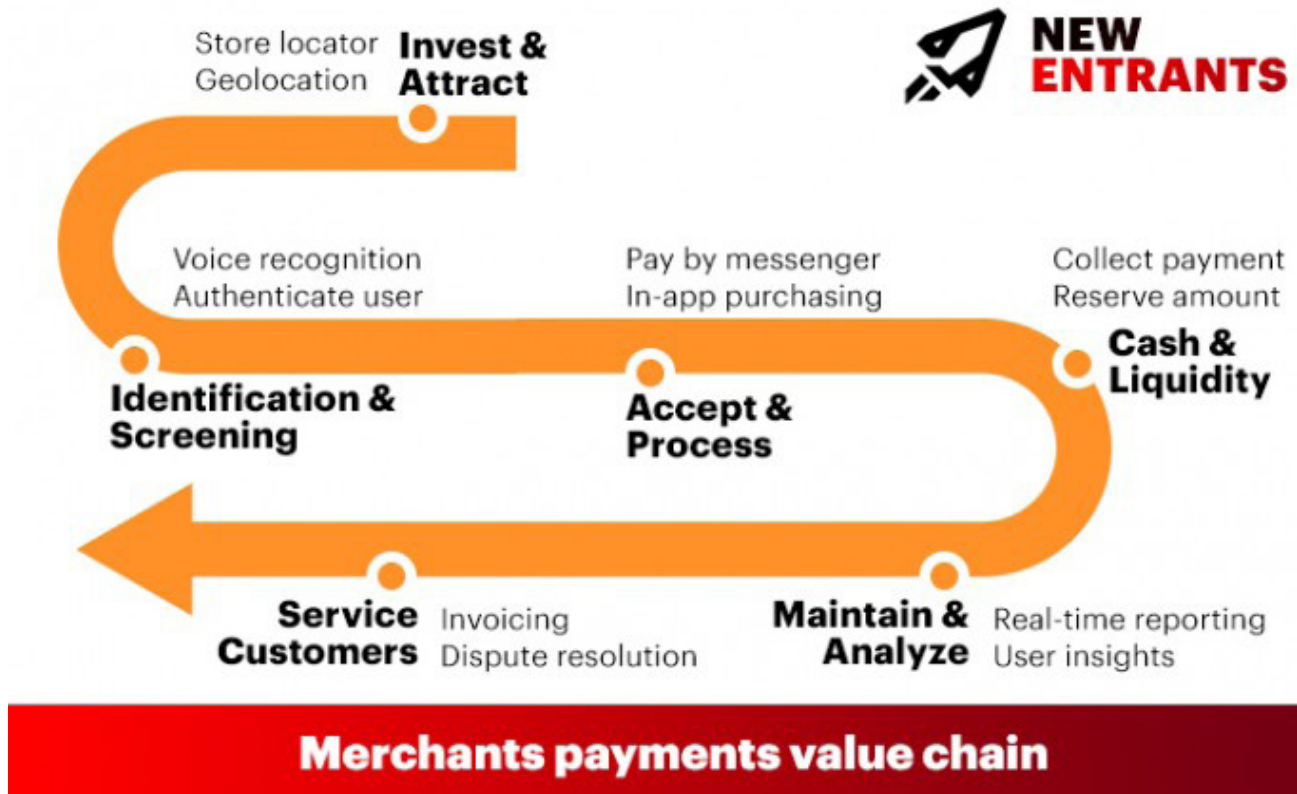 Store locator
Geolocation
Invest &
Attract
NEW
ENTRANTS
Voice recognition
Authenticate user
Identification &
Screening
Pay by messenger
In-app purchasing
Accept &
Process
Collect payment
Reserve amount
Cash &
Liquidity
Service
Customers
Invoicing
Dispute resolution
Maintain &
Analyze
Real-time reporting
User insights
Merchants payments value chain